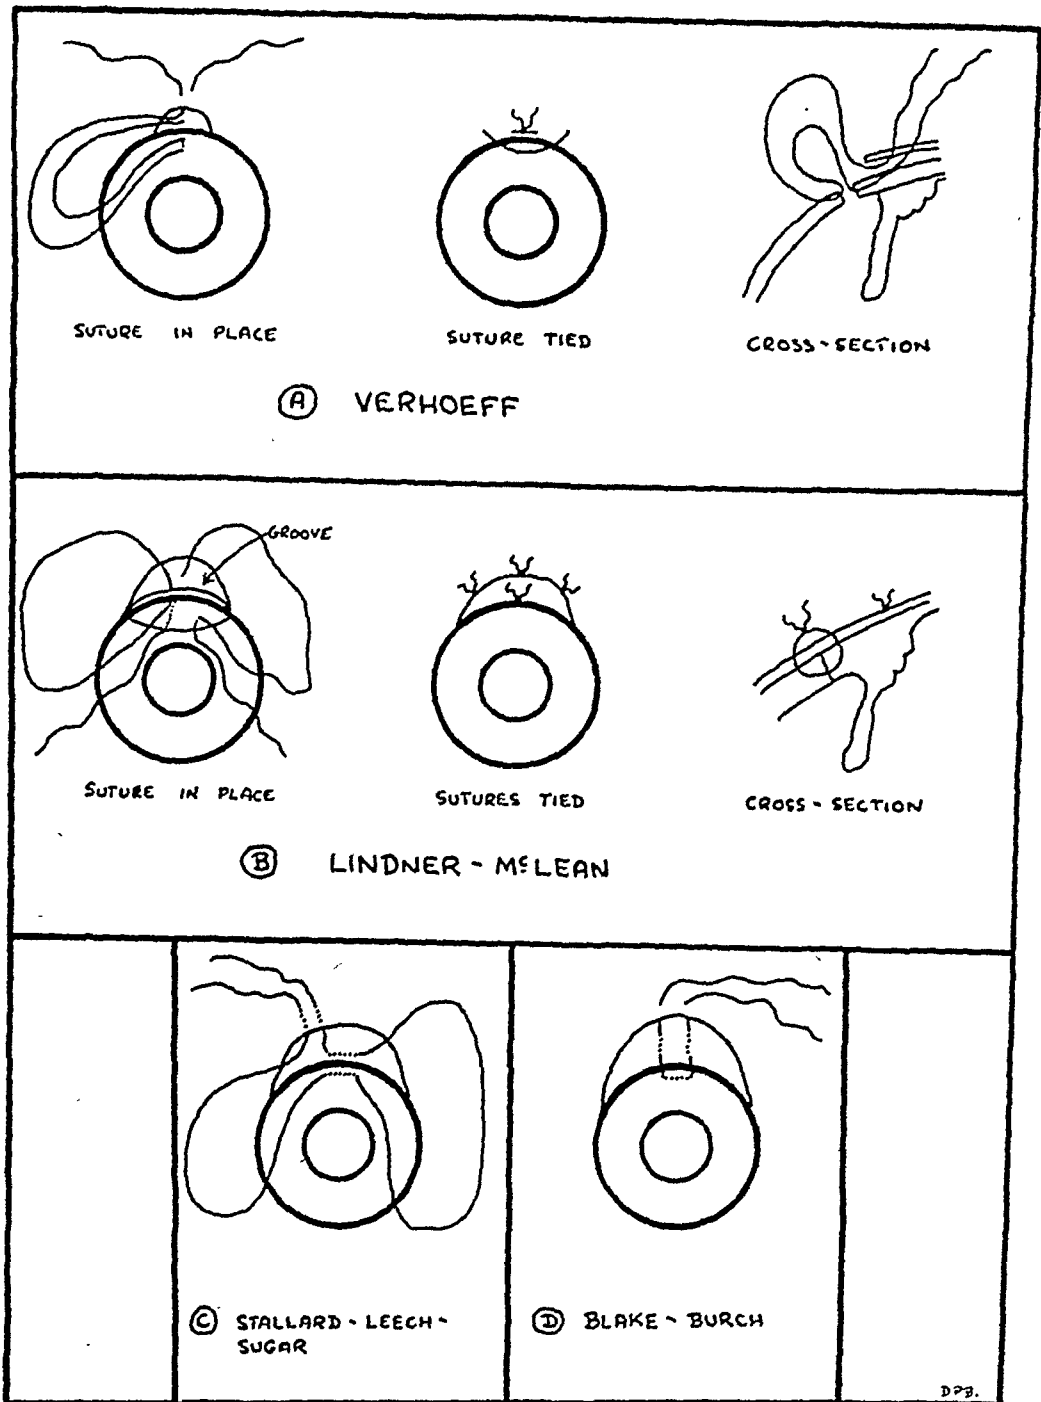 SUTURE IN PLACE
SUTURE TIED
CROSS-SECTION
A VERHOEFF
GROOVE
SUTURE IN PLACE
SUTURES TIED
CROSS-SECTION
B LINDNER-McLEAN
C STALLARD-LEECH-
SUGAR
D BLAKE-BURCH